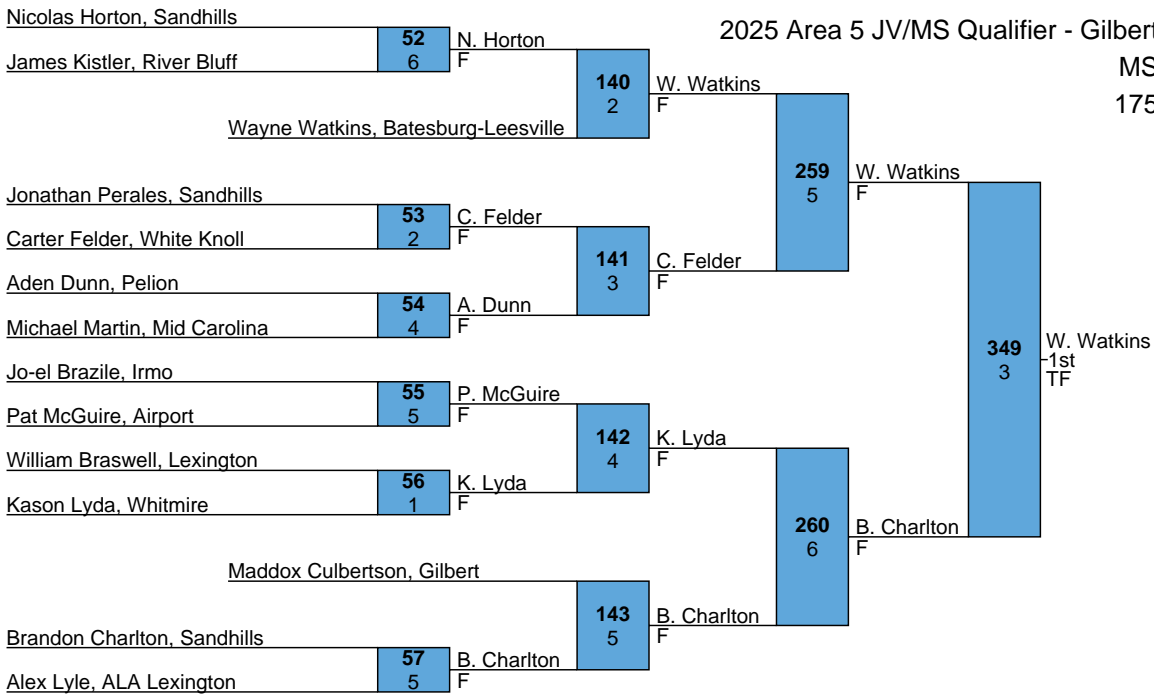 2025 Area 5 JV/MS Qualifier - Gilbert
MS
175
Nicolas Horton, Sandhills
52
6
N. Horton
F
James Kistler, River Bluff
140
2
W. Watkins
F
Wayne Watkins, Batesburg-Leesville
259
5
W. Watkins
F
Jonathan Perales, Sandhills
53
2
C. Felder
F
Carter Felder, White Knoll
141
3
C. Felder
F
Aden Dunn, Pelion
54
4
A. Dunn
F
Michael Martin, Mid Carolina
349
3
W. Watkins
1st
TF
Jo-el Brazile, Irmo
55
5
P. McGuire
F
Pat McGuire, Airport
142
4
K. Lyda
F
William Braswell, Lexington
56
1
K. Lyda
F
Kason Lyda, Whitmire
260
6
B. Charlton
F
Maddox Culbertson, Gilbert
143
5
B. Charlton
F
Brandon Charlton, Sandhills
57
5
B. Charlton
F
Alex Lyle, ALA Lexington